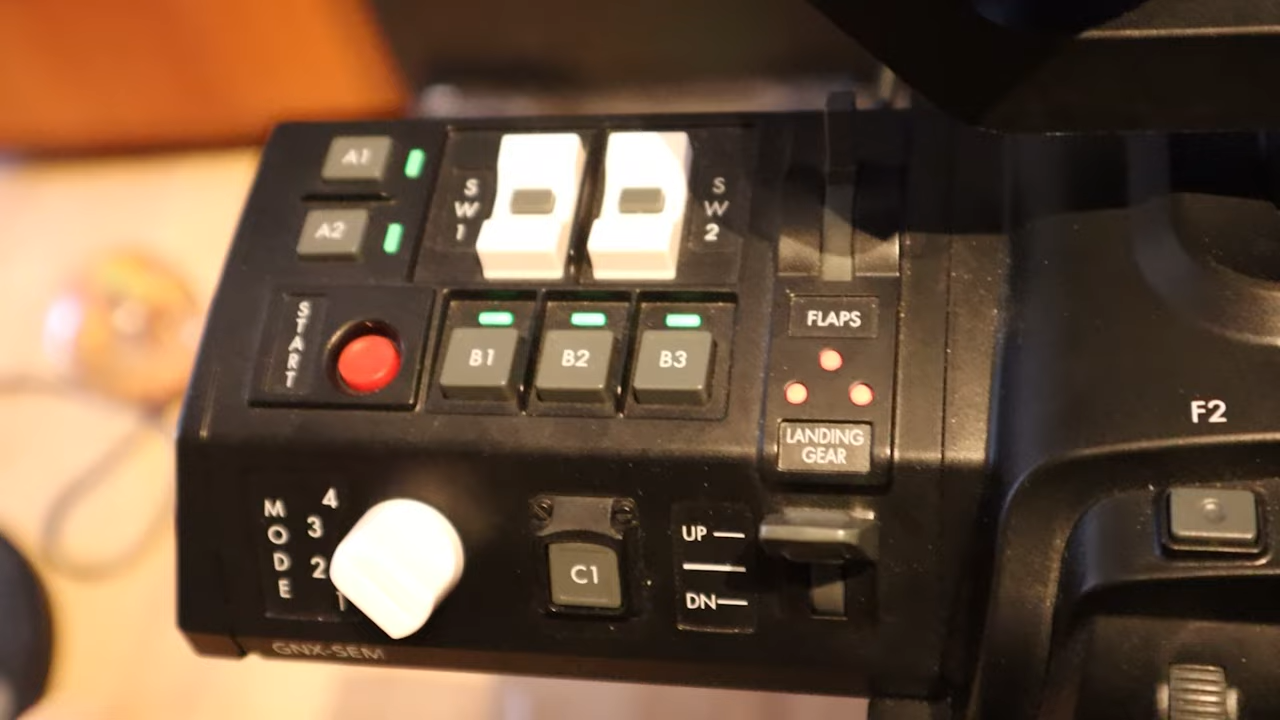 A1
A2
SW1
SW2
START
B1
B2
B3
FLAPS
LANDING
GEAR
F2
MODE
4
3
2
1
C1
UP
DN
GNX-SEM